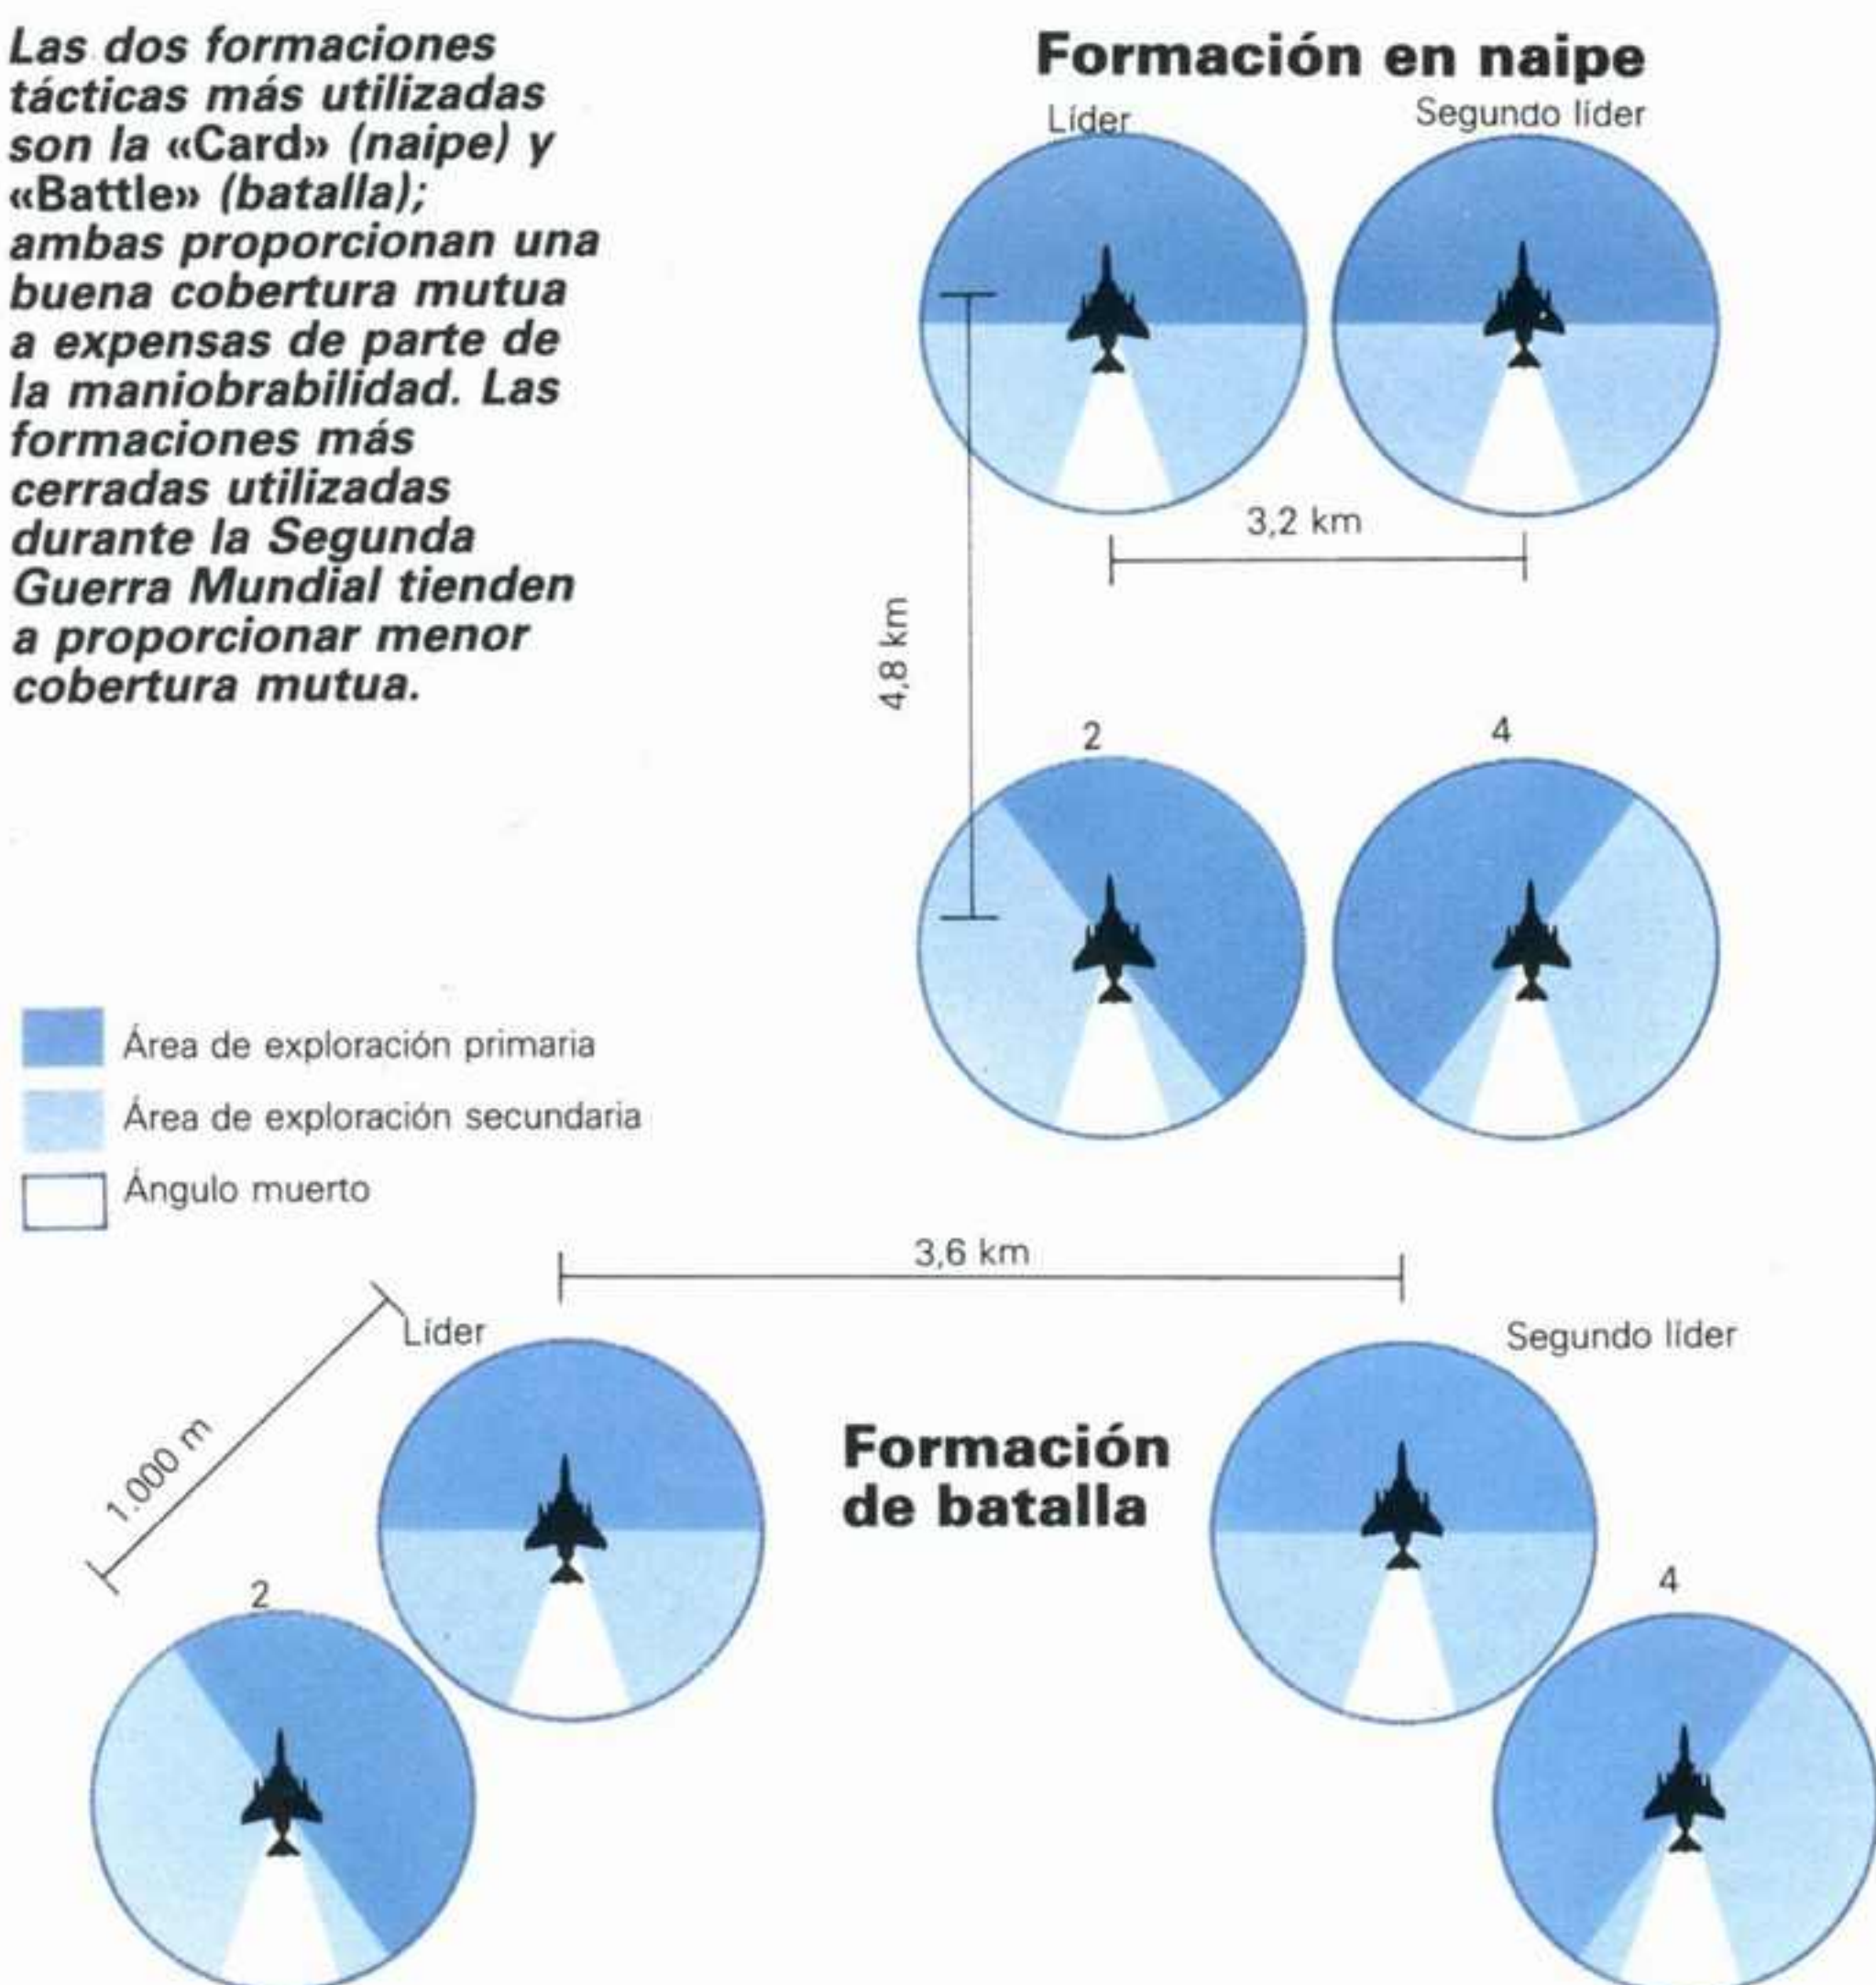 Las dos formaciones
tácticas más utilizadas
son la «Card» (naipe) y
«Battle» (batalla);
ambas proporcionan una
buena cobertura mutua
a expensas de parte de
la maniobrabilidad. Las
formaciones más
cerradas utilizadas
durante la Segunda
Guerra Mundial tienden
a proporcionar menor
cobertura mutua.
Formación en naipe
Líder
Segundo líder
3,2 km
4,8 km
2
4
Área de exploración primaria
Área de exploración secundaria
Ángulo muerto
3,6 km
1.000 m
Líder
Segundo líder
Formación
de batalla
2
4